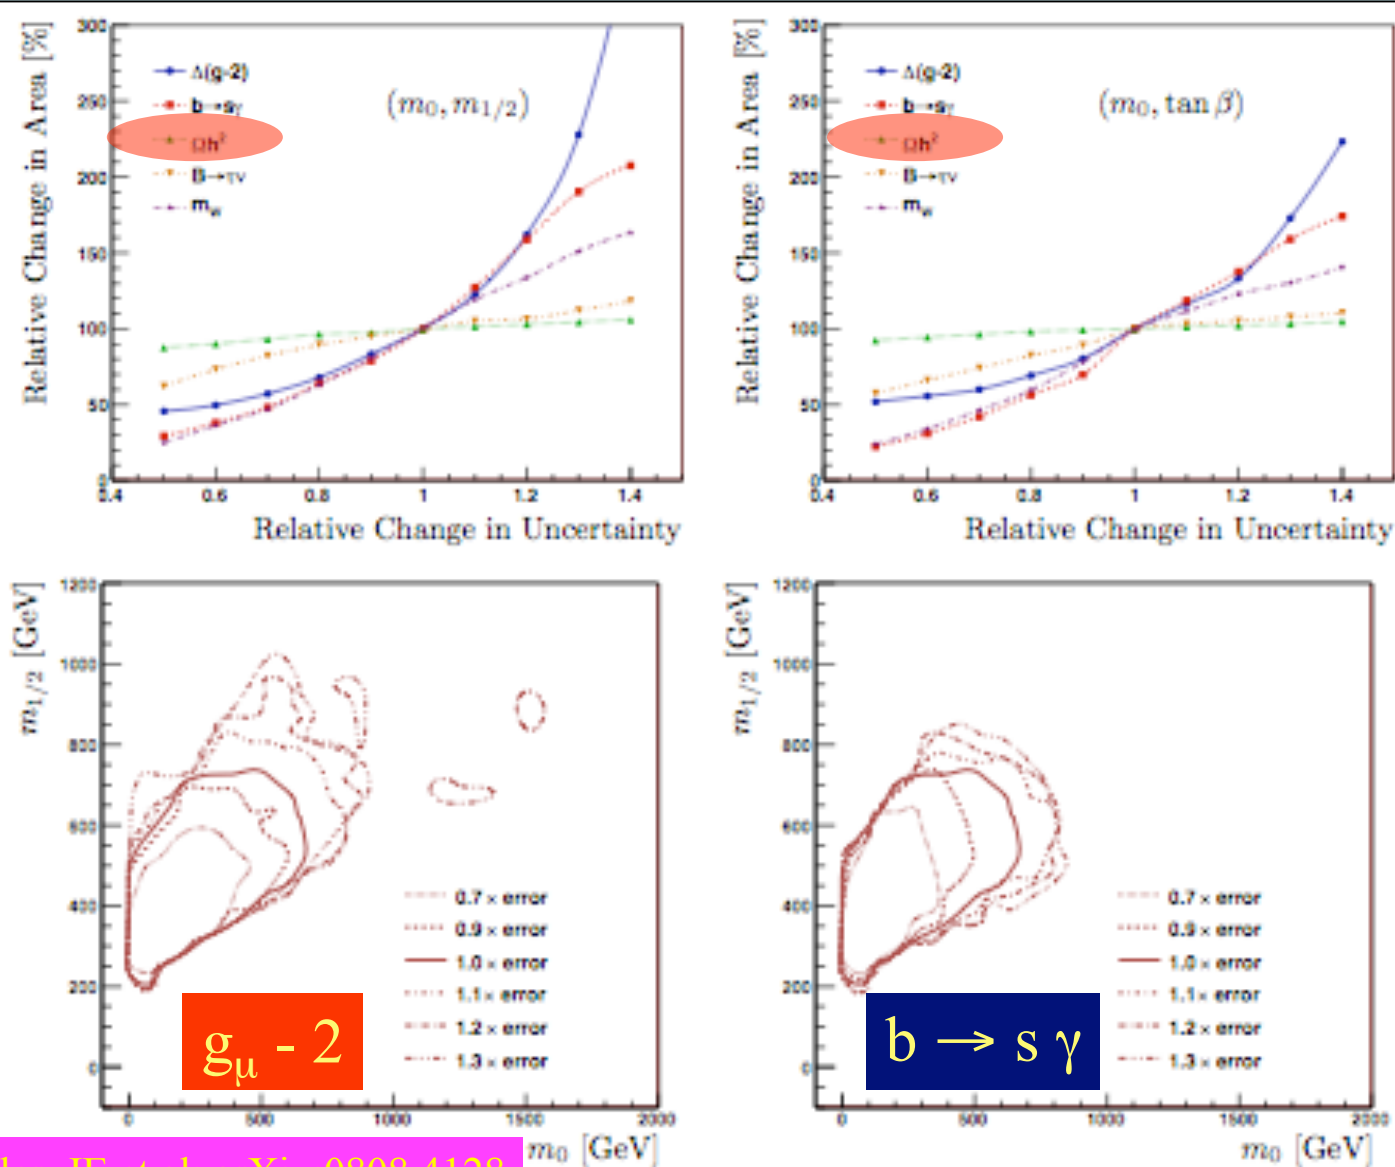 Relative Change in Area [%]
300
250
200
150
100
50
0
Δ(g-2)
b→sγ
Ωh²
B→τν
m_W
(m₀, m₁/₂)
0.4 0.6 0.8 1 1.2 1.4
Relative Change in Uncertainty
Relative Change in Area [%]
300
250
200
150
100
50
0
Δ(g-2)
b→sγ
Ωh²
B→τν
m_W
(m₀, tan β)
0.4 0.6 0.8 1 1.2 1.4
Relative Change in Uncertainty
m₁/₂ [GeV]
1200
1000
800
600
400
200
0
0.7 × error
0.9 × error
1.0 × error
1.1 × error
1.2 × error
1.3 × error
g_μ - 2
0 500 1000 1500 2000
m₀ [GeV]
m₁/₂ [GeV]
1200
1000
800
600
400
200
0
0.7 × error
0.9 × error
1.0 × error
1.1 × error
1.2 × error
1.3 × error
b → s γ
0 500 1000 1500 2000
m₀ [GeV]
0808.4128